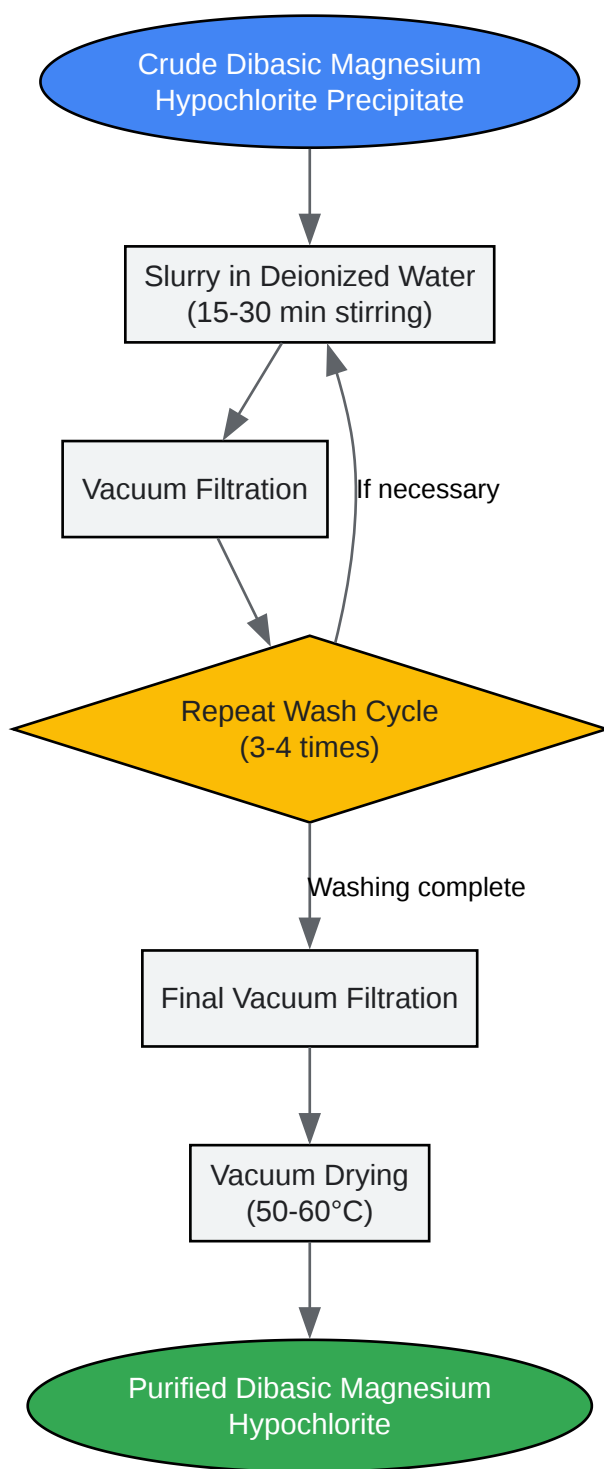 Crude Dibasic Magnesium
Hypochlorite Precipitate
Slurry in Deionized Water
(15-30 min stirring)
Vacuum Filtration
If necessary
Repeat Wash Cycle
(3-4 times)
Washing complete
Final Vacuum Filtration
Vacuum Drying
(50-60°C)
Purified Dibasic Magnesium
Hypochlorite